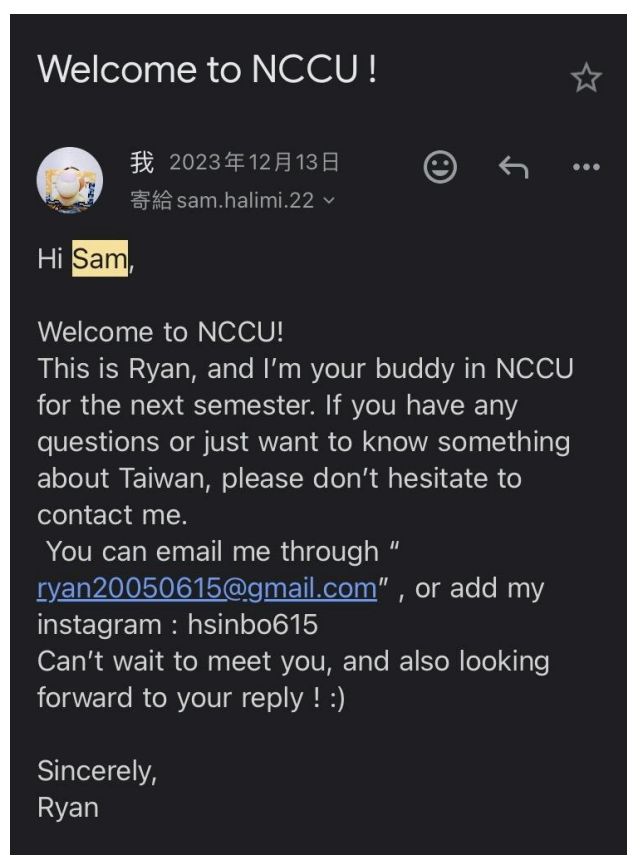 Welcome to NCCU !
我 2023年12月13日
寄給 sam.halimi.22
Hi Sam,
Welcome to NCCU!
This is Ryan, and I’m your buddy in NCCU
for the next semester. If you have any
questions or just want to know something
about Taiwan, please don’t hesitate to
contact me.
You can email me through “
ryan20050615@gmail.com” , or add my
instagram : hsinbo615
Can’t wait to meet you, and also looking
forward to your reply ! :)
Sincerely,
Ryan